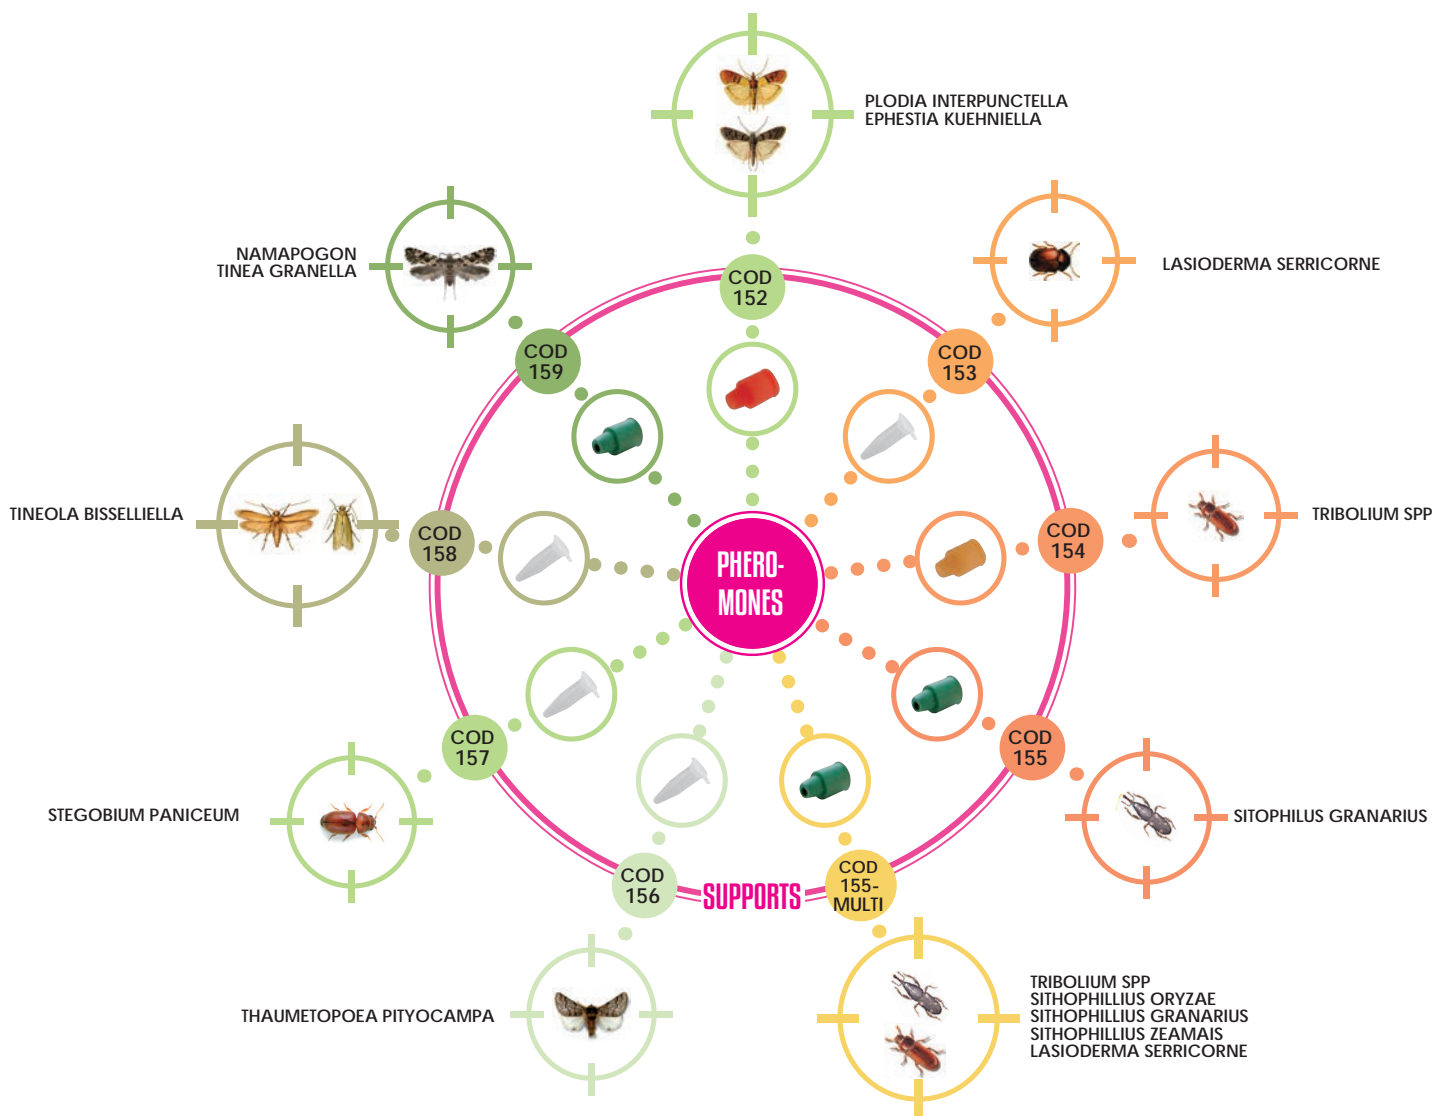 PLODIA INTERPUNCTELLA
EPHESTIA KUEHNIELLA
NAMAPOGON
TINEA GRANELLA
LASIODERMA SERRICORNE
COD
152
COD
159
COD
153
TINEOLA BISSELLIELLA
TRIBOLIUM SPP
COD
158
COD
154
PHERO-
MONES
COD
157
COD
155
STEGOBIUM PANICEUM
SITOPHILUS GRANARIUS
COD
156
SUPPORTS
COD
155-
MULTI
THAUMETOPOEA PITYOCAMPA
TRIBOLIUM SPP
SITHOPHILLIUS ORYZAE
SITHOPHILLIUS GRANARIUS
SITHOPHILLIUS ZEAMAIS
LASIODERMA SERRICORNE